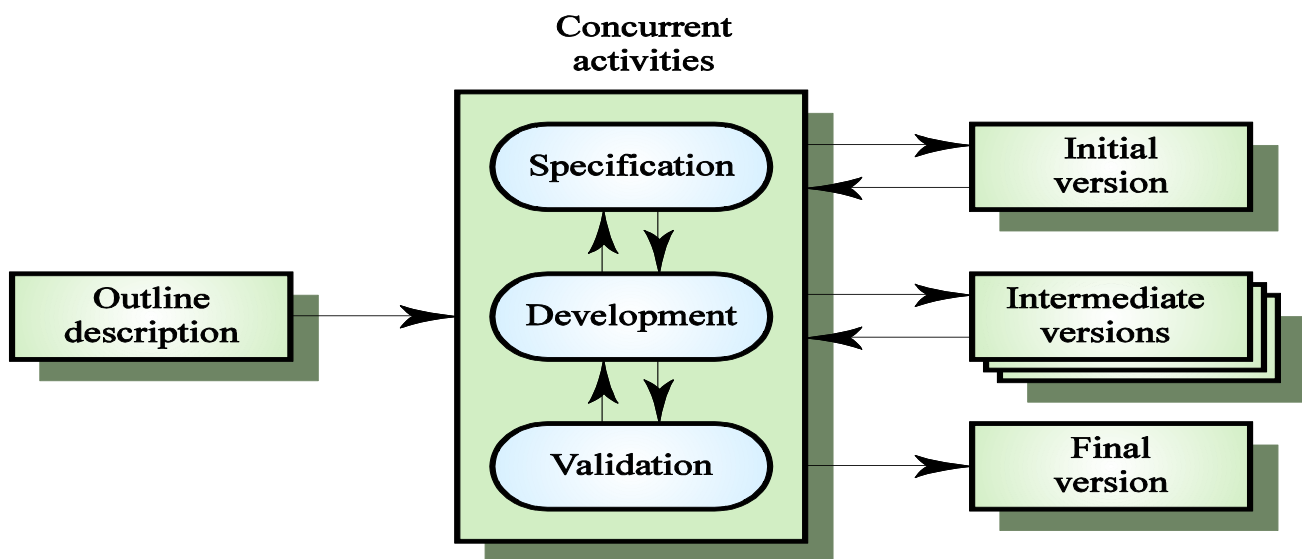 Concurrent
activities
Outline
description
Specification
Development
Validation
Initial
version
Intermediate
versions
Final
version